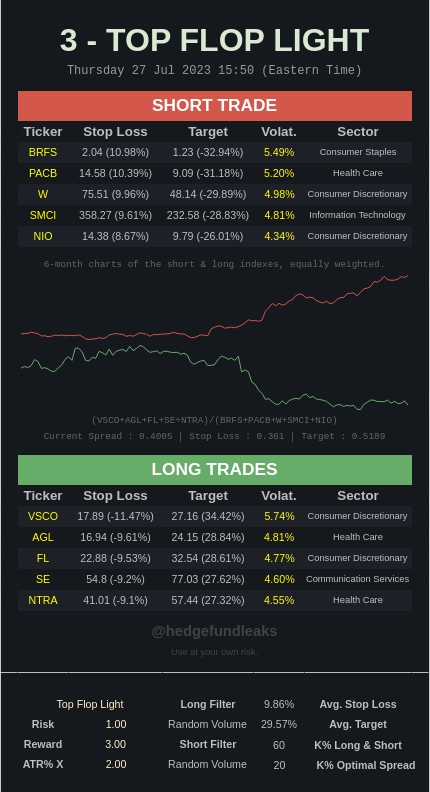 3 - TOP FLOP LIGHT
Thursday 27 Jul 2023 15:50 (Eastern Time)
SHORT TRADE
Ticker Stop Loss Target Volat. Sector
BRFS 2.04 (10.98%) 1.23 (-32.94%) 5.49% Consumer Staples
PACB 14.58 (10.39%) 9.09 (-31.18%) 5.20% Health Care
W 75.51 (9.96%) 48.14 (-29.89%) 4.98% Consumer Discretionary
SMCI 358.27 (9.61%) 232.58 (-28.83%) 4.81% Information Technology
NIO 14.38 (8.67%) 9.79 (-26.01%) 4.34% Consumer Discretionary
6-month charts of the short & long indexes, equally weighted.
(VSCO+AGL+FL+SE+NTRA)/(BRFS+PACB+W+SMCI+NIO)
Current Spread : 0.4005 | Stop Loss : 0.361 | Target : 0.5189
LONG TRADES
Ticker Stop Loss Target Volat. Sector
VSCO 17.89 (-11.47%) 27.16 (34.42%) 5.74% Consumer Discretionary
AGL 16.94 (-9.61%) 24.15 (28.84%) 4.81% Health Care
FL 22.88 (-9.53%) 32.54 (28.61%) 4.77% Consumer Discretionary
SE 54.8 (-9.2%) 77.03 (27.62%) 4.60% Communication Services
NTRA 41.01 (-9.1%) 57.44 (27.32%) 4.55% Health Care
@hedgefundleaks
Use at your own risk.
Top Flop Light Long Filter 9.86% Avg. Stop Loss
Risk 1.00 Random Volume 29.57% Avg. Target
Reward 3.00 Short Filter 60 K% Long & Short
ATR% X 2.00 Random Volume 20 K% Optimal Spread